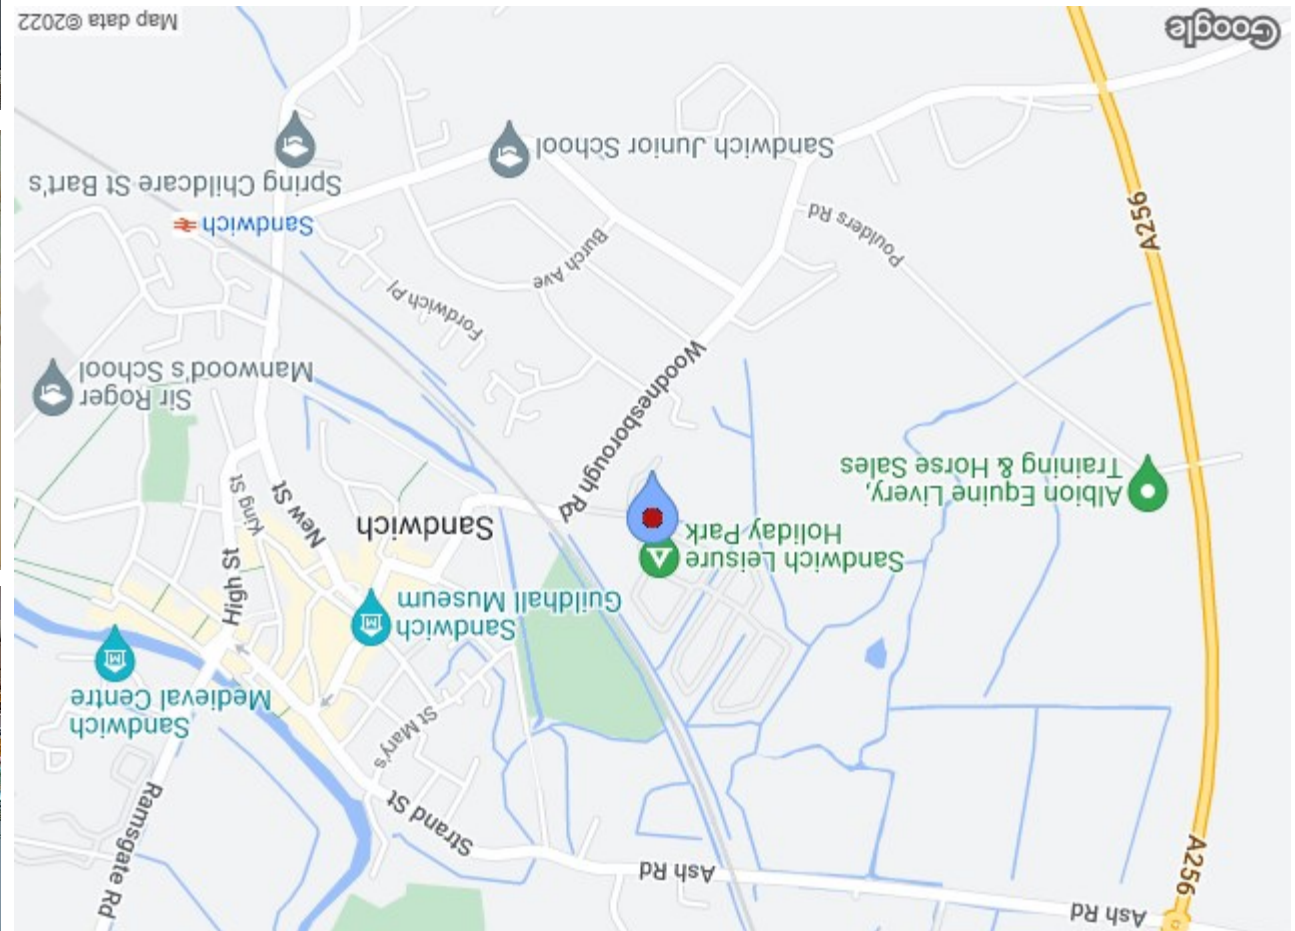 A256
Ash Rd
Ash Rd
Ramsgate Rd
Strand St
St Mary's
Sandwich
Medieval Centre
High St
Sandwich
Guildhall Museum
Sandwich Leisure
Holiday Park
Sandwich
New St
King St
Woodnesborough Rd
Albion Equine Livery,
Training & Horse Sales
Sir Roger
Manwood's School
Fordwich Pl
Burch Ave
A256
Poulders Rd
Sandwich
Spring Childcare St Bart's
Sandwich Junior School
Google
Map data ©2022